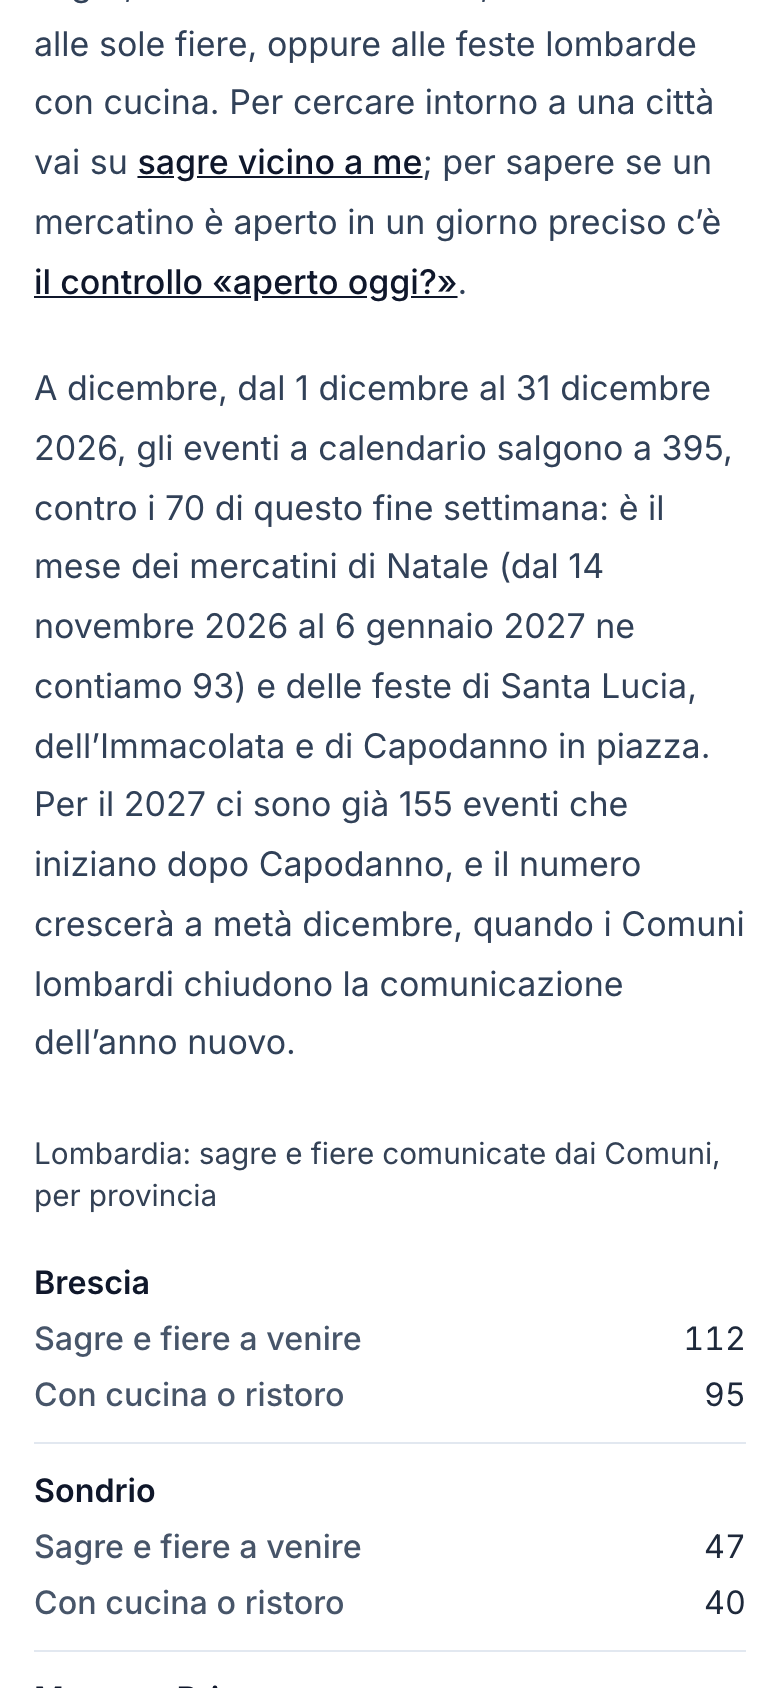 alle sole fiere, oppure alle feste lombarde
con cucina. Per cercare intorno a una città
vai su sagre vicino a me; per sapere se un
mercatino è aperto in un giorno preciso c’è
il controllo «aperto oggi?».
A dicembre, dal 1 dicembre al 31 dicembre
2026, gli eventi a calendario salgono a 395,
contro i 70 di questo fine settimana: è il
mese dei mercatini di Natale (dal 14
novembre 2026 al 6 gennaio 2027 ne
contiamo 93) e delle feste di Santa Lucia,
dell’Immacolata e di Capodanno in piazza.
Per il 2027 ci sono già 155 eventi che
iniziano dopo Capodanno, e il numero
crescerà a metà dicembre, quando i Comuni
lombardi chiudono la comunicazione
dell’anno nuovo.
Lombardia: sagre e fiere comunicate dai Comuni,
per provincia
Brescia
Sagre e fiere a venire 112
Con cucina o ristoro 95
Sondrio
Sagre e fiere a venire 47
Con cucina o ristoro 40